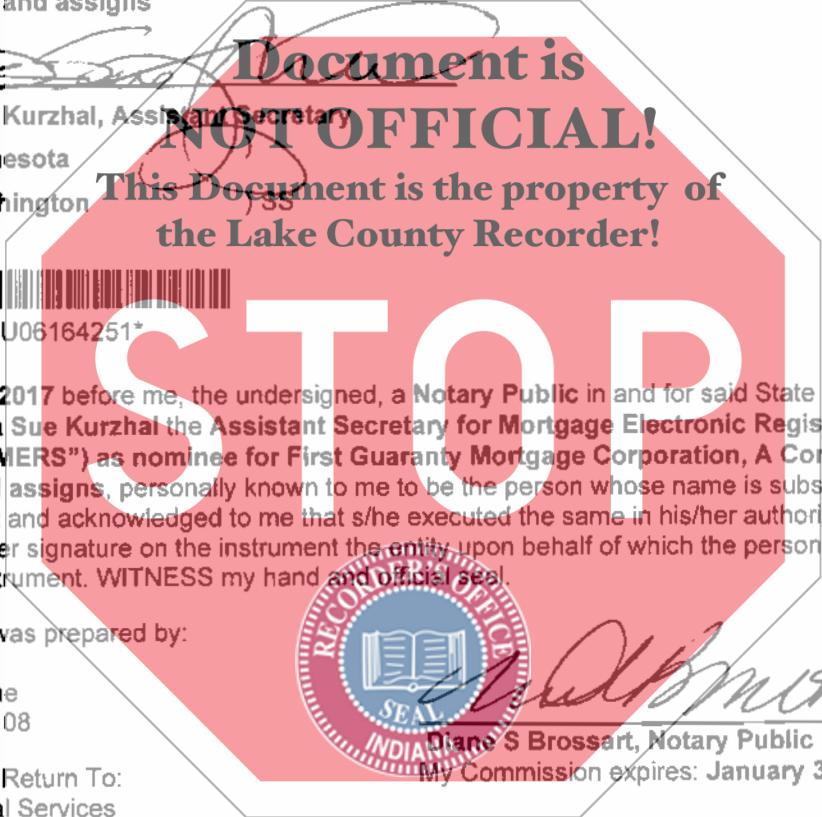 and assigns
Document is
Kurzhal, Assistant Secretary
NOT OFFICIAL!
esota
hington ) SS
This Document is the property of
the Lake County Recorder!
U06164251*
STOP
2017 before me, the undersigned, a Notary Public in and for said State
Sue Kurzhal the Assistant Secretary for Mortgage Electronic Regis
MERS") as nominee for First Guaranty Mortgage Corporation, A Cor
assigns, personally known to me to be the person whose name is subs
and acknowledged to me that s/he executed the same in his/her authori
er signature on the instrument the entity upon behalf of which the person
rument. WITNESS my hand and official seal.
RECORDER'S OFFICE
was prepared by:
e
08
SEAL
INDIANA
Diane S Brossart, Notary Public
My Commission expires: January 3
Return To:
l Services